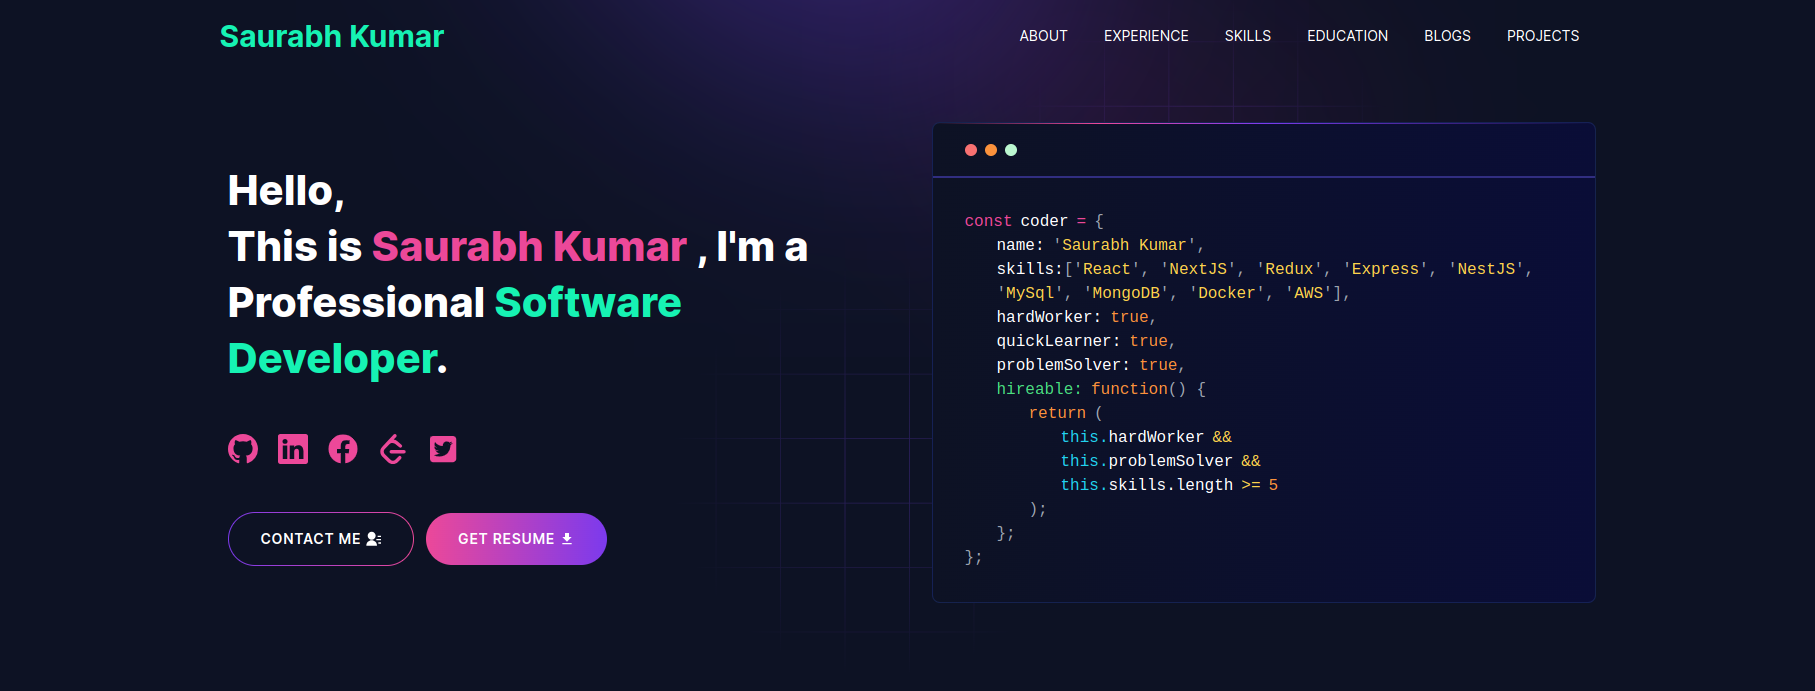 Saurabh Kumar
ABOUT EXPERIENCE SKILLS EDUCATION BLOGS PROJECTS
Hello,
This is Saurabh Kumar , I'm a
Professional Software
Developer.
CONTACT ME
GET RESUME
const coder = {
name: 'Saurabh Kumar',
skills:['React', 'NextJS', 'Redux', 'Express', 'NestJS',
'MySql', 'MongoDB', 'Docker', 'AWS'],
hardWorker: true,
quickLearner: true,
problemSolver: true,
hireable: function() {
return (
this.hardWorker &&
this.problemSolver &&
this.skills.length >= 5
);
};
};